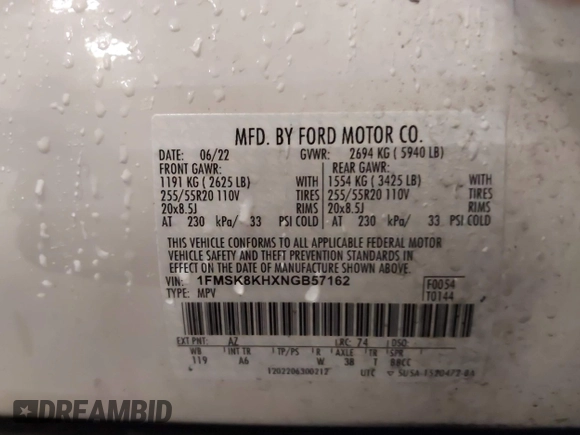 MFD. BY FORD MOTOR CO.
DATE: 06/22 GVWR: 2694 KG ( 5940 LB)
FRONT GAWR: REAR GAWR:
1191 KG ( 2625 LB) WITH 1554 KG ( 3425 LB) WITH
255/55R20 110V TIRES 255/55R20 110V TIRES
20x8.5J RIMS 20x8.5J RIMS
AT 230 kPa/ 33 PSI COLD AT 230 kPa/ 33 PSI COLD
THIS VEHICLE CONFORMS TO ALL APPLICABLE FEDERAL MOTOR
VEHICLE SAFETY AND THEFT PREVENTION STANDARDS IN
EFFECT ON THE DATE OF MANUFACTURE SHOWN ABOVE.
VIN: 1FMSK8KHXNGB57162 F0054
TYPE: MPV T0144
EXT PNT: AZ LRC: 74 DSO:
WB INT TR TP/PS R AXLE TR SPR
119 A6 W 38 T BBCC
1202206300212 UTC
DREAMBID